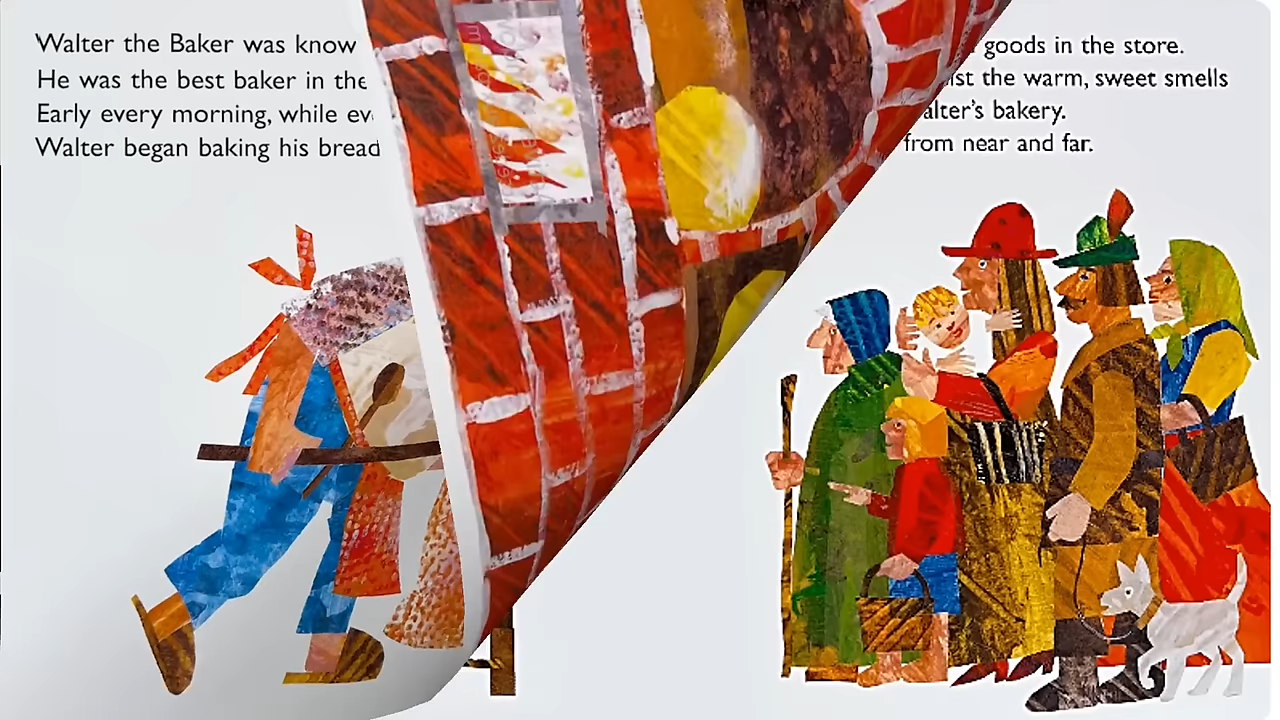 Walter the Baker was know
He was the best baker in the
Early every morning, while ev
Walter began baking his bread
goods in the store.
the warm, sweet smells
alter's bakery.
from near and far.